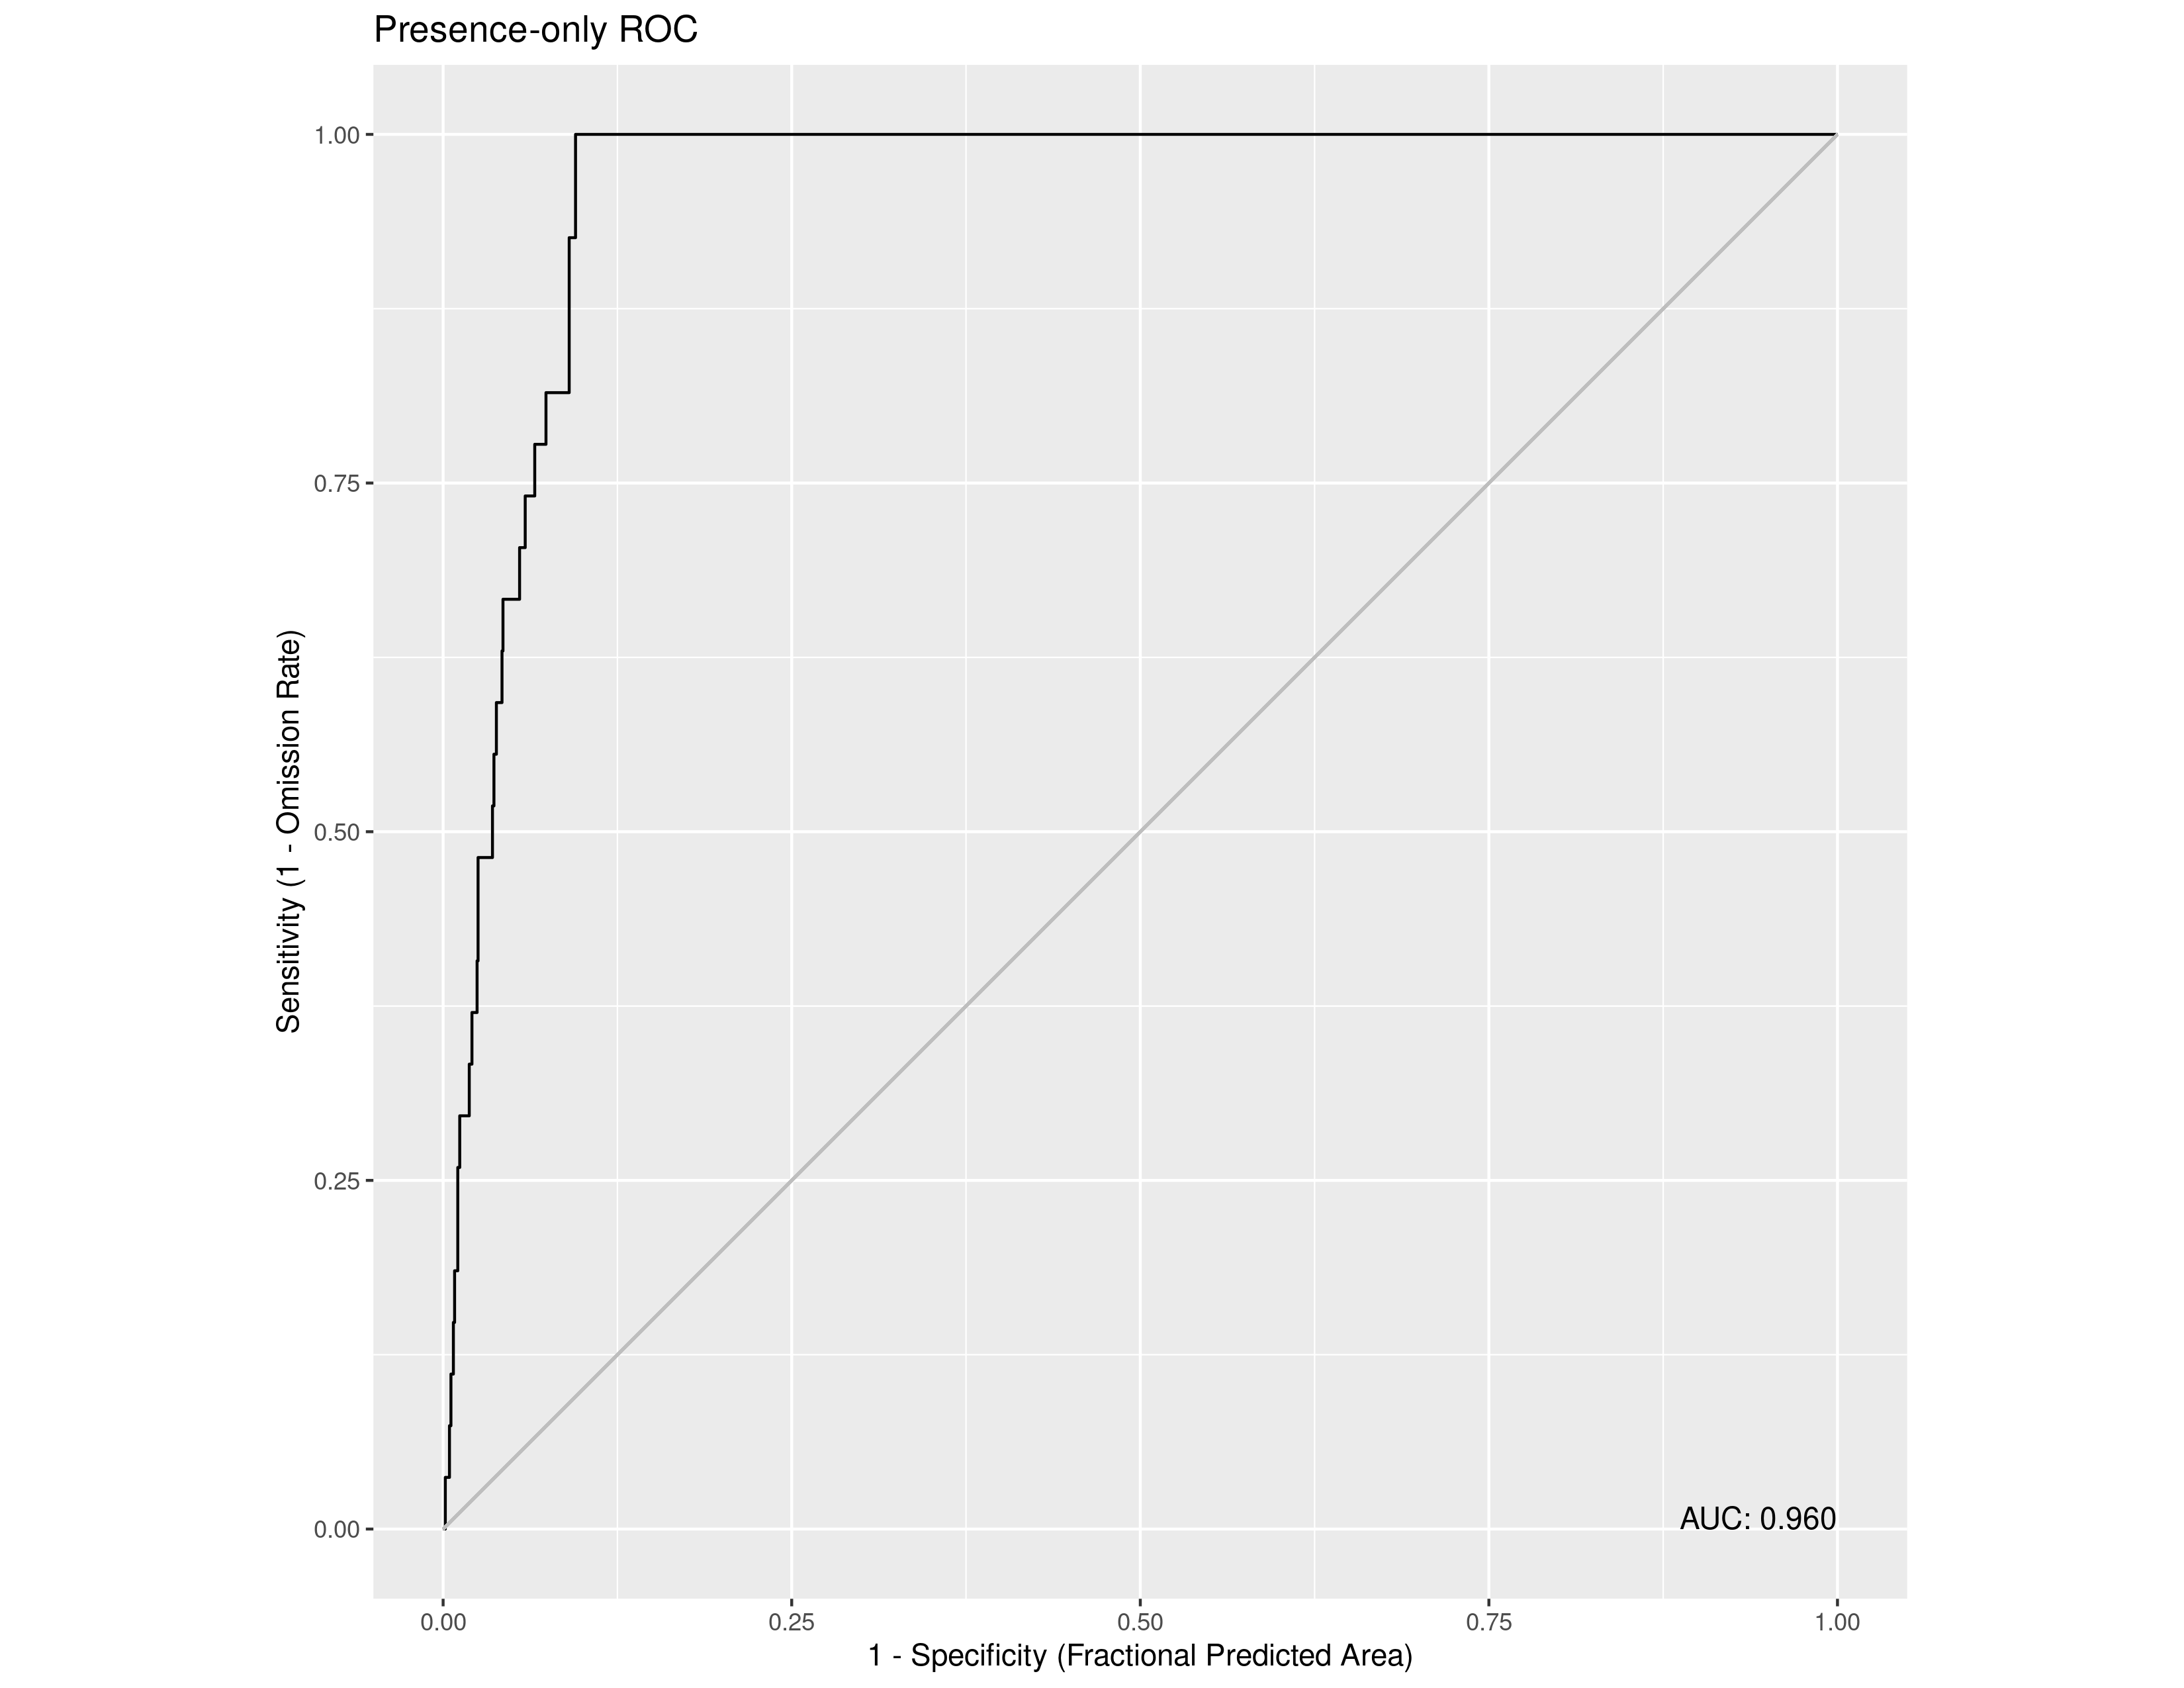 Presence-only ROC
1.00
0.75
0.50
0.25
0.00
Sensitivity (1 - Omission Rate)
AUC: 0.960
0.00 0.25 0.50 0.75 1.00
1 - Specificity (Fractional Predicted Area)